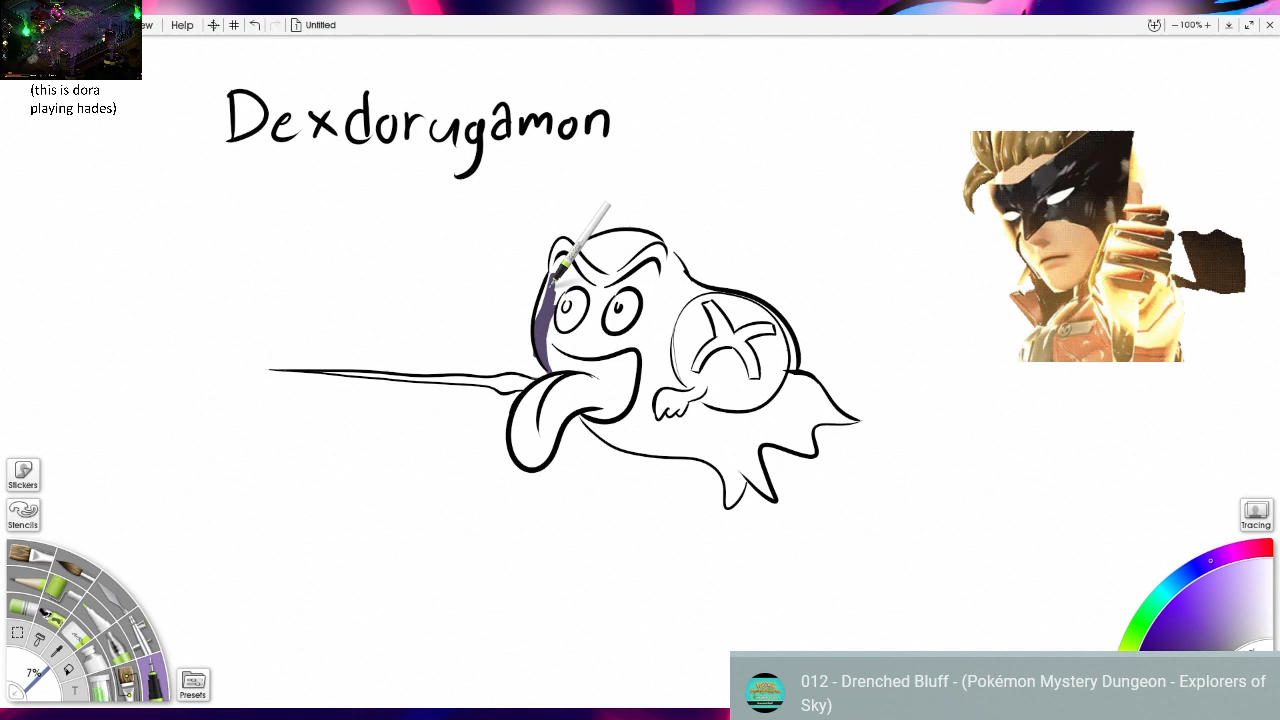 ew Help Untitled - 100% +
(this is dora
playing hades)
Dexdorugamon
Stickers
Stencils
Tracing
7%
T
Presets
012 - Drenched Bluff - (Pokémon Mystery Dungeon - Explorers of
Sky)